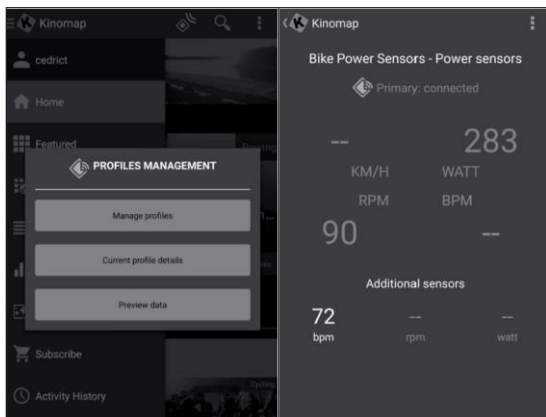 Kinomap
cedrict
Home
Featured
PROFILES MANAGEMENT
Manage profiles
Current profile details
Preview data
Subscribe
Activity History
Cycling
Kinomap
Bike Power Sensors - Power sensors
Primary: connected
-- 283
KM/H WATT
RPM BPM
90 --
Additional sensors
72 -- --
bpm rpm watt